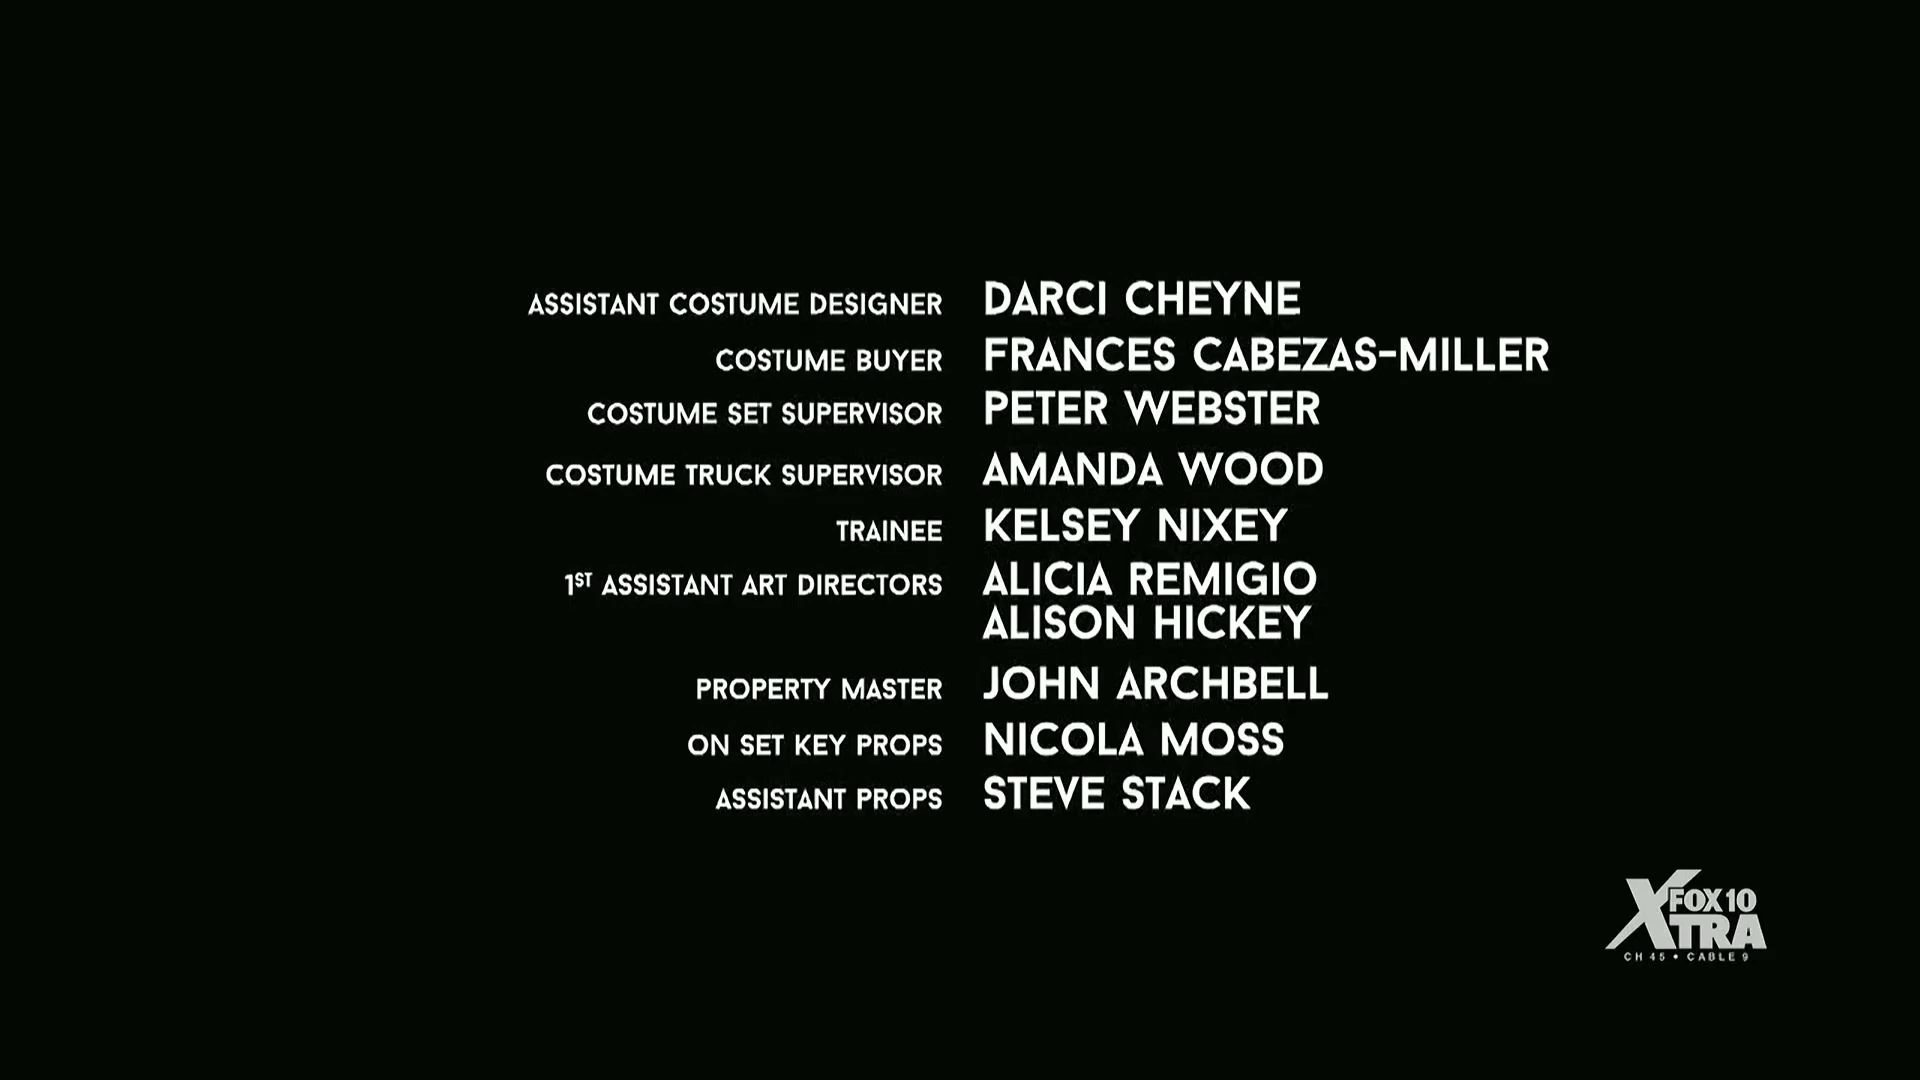 ASSISTANT COSTUME DESIGNER DARCI CHEYNE
COSTUME BUYER FRANCES CABEZAS-MILLER
COSTUME SET SUPERVISOR PETER WEBSTER
COSTUME TRUCK SUPERVISOR AMANDA WOOD
TRAINEE KELSEY NIXEY
1ST ASSISTANT ART DIRECTORS ALICIA REMIGIO
ALISON HICKEY
PROPERTY MASTER JOHN ARCHBELL
ON SET KEY PROPS NICOLA MOSS
ASSISTANT PROPS STEVE STACK
FOX 10
XTRA
CH 45 • CABLE 9